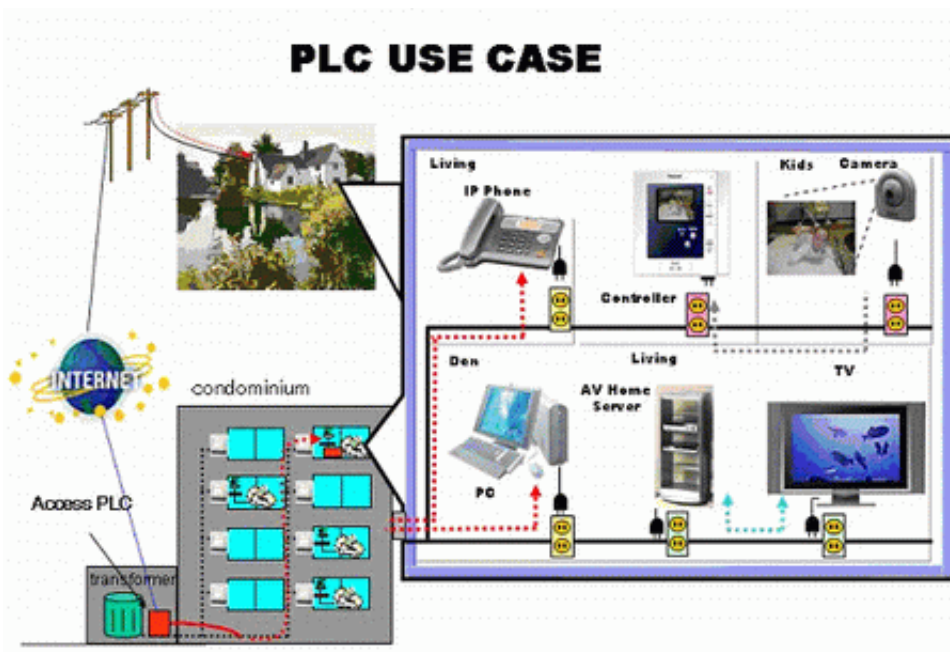 PLC USE CASE
Living
IP Phone
Controller
Kids
Camera
Den
PC
Living
AV Home
Server
TV
INTERNET
condominium
Access PLC
transformer